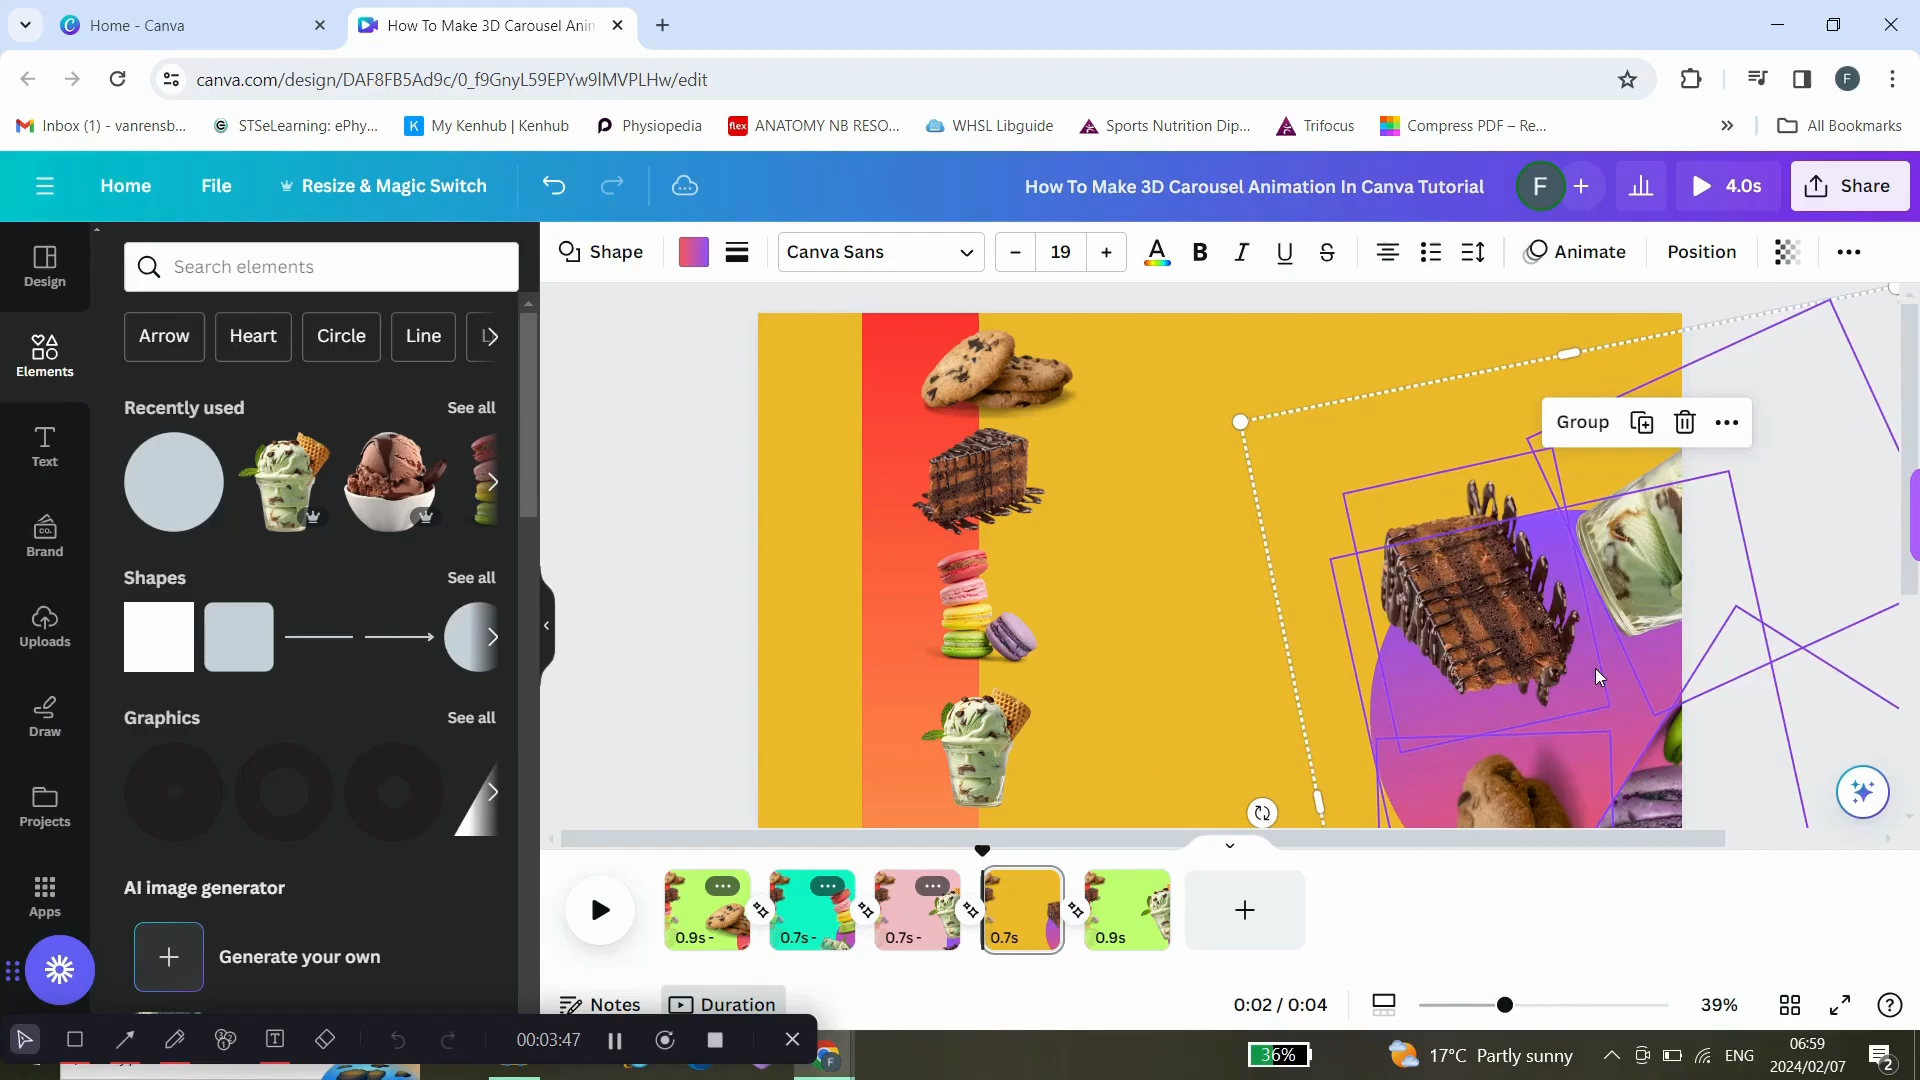 Home - Canva
How To Make 3D Carousel Anin
canva.com/design/DAF8FB5Ad9c/0_f9GnyL59EPYw9lMVPLHw/edit
F
Inbox (1) - vanrensb...
STSeLearning: ePhy...
My Kenhub | Kenhub
Physiopedia
flex
ANATOMY NB RESO...
WHSL Libguide
Sports Nutrition Dip...
Trifocus
Compress PDF – Re...
All Bookmarks
Home
File
Resize & Magic Switch
How To Make 3D Carousel Animation In Canva Tutorial
F
4.0s
Share
Shape
Canva Sans
19
A
B
I
U
S
Animate
Position
Design
Elements
Text
Brand
Uploads
Draw
Projects
Apps
Search elements
Arrow
Heart
Circle
Line
Recently used
See all
Shapes
See all
Graphics
See all
AI image generator
Generate your own
Group
0.9s -
0.7s -
0.7s -
0.7s
0.9s
Notes
Duration
0:02 / 0:04
39%
00:03:47
36%
17°C Partly sunny
ENG
06:59
2024/02/07
2